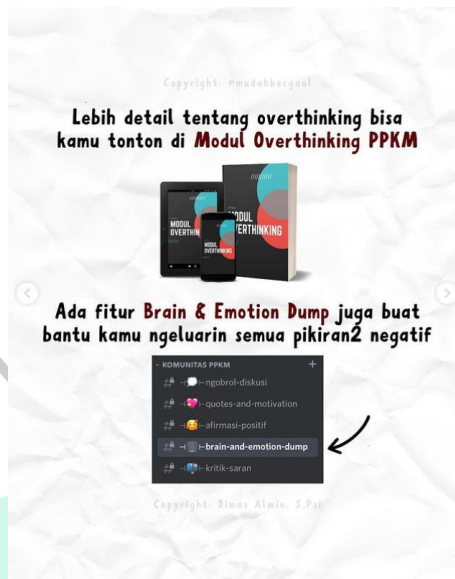 Copyright: @mudahbergaul
Lebih detail tentang overthinking bisa
kamu tonton di Modul Overthinking PPKM
MODUL
OVERTHINKING
MODUL
OVERTHINKING
MODUL
OVERTHINKING
Ada fitur Brain & Emotion Dump juga buat
bantu kamu ngeluarin semua pikiran2 negatif
KOMUNITAS PPKM +
# ngobrol-diskusi
# quotes-and-motivation
# afirmasi-positif
# brain-and-emotion-dump
# kritik-saran
Copyright: Dimas Alwin, S.Psi